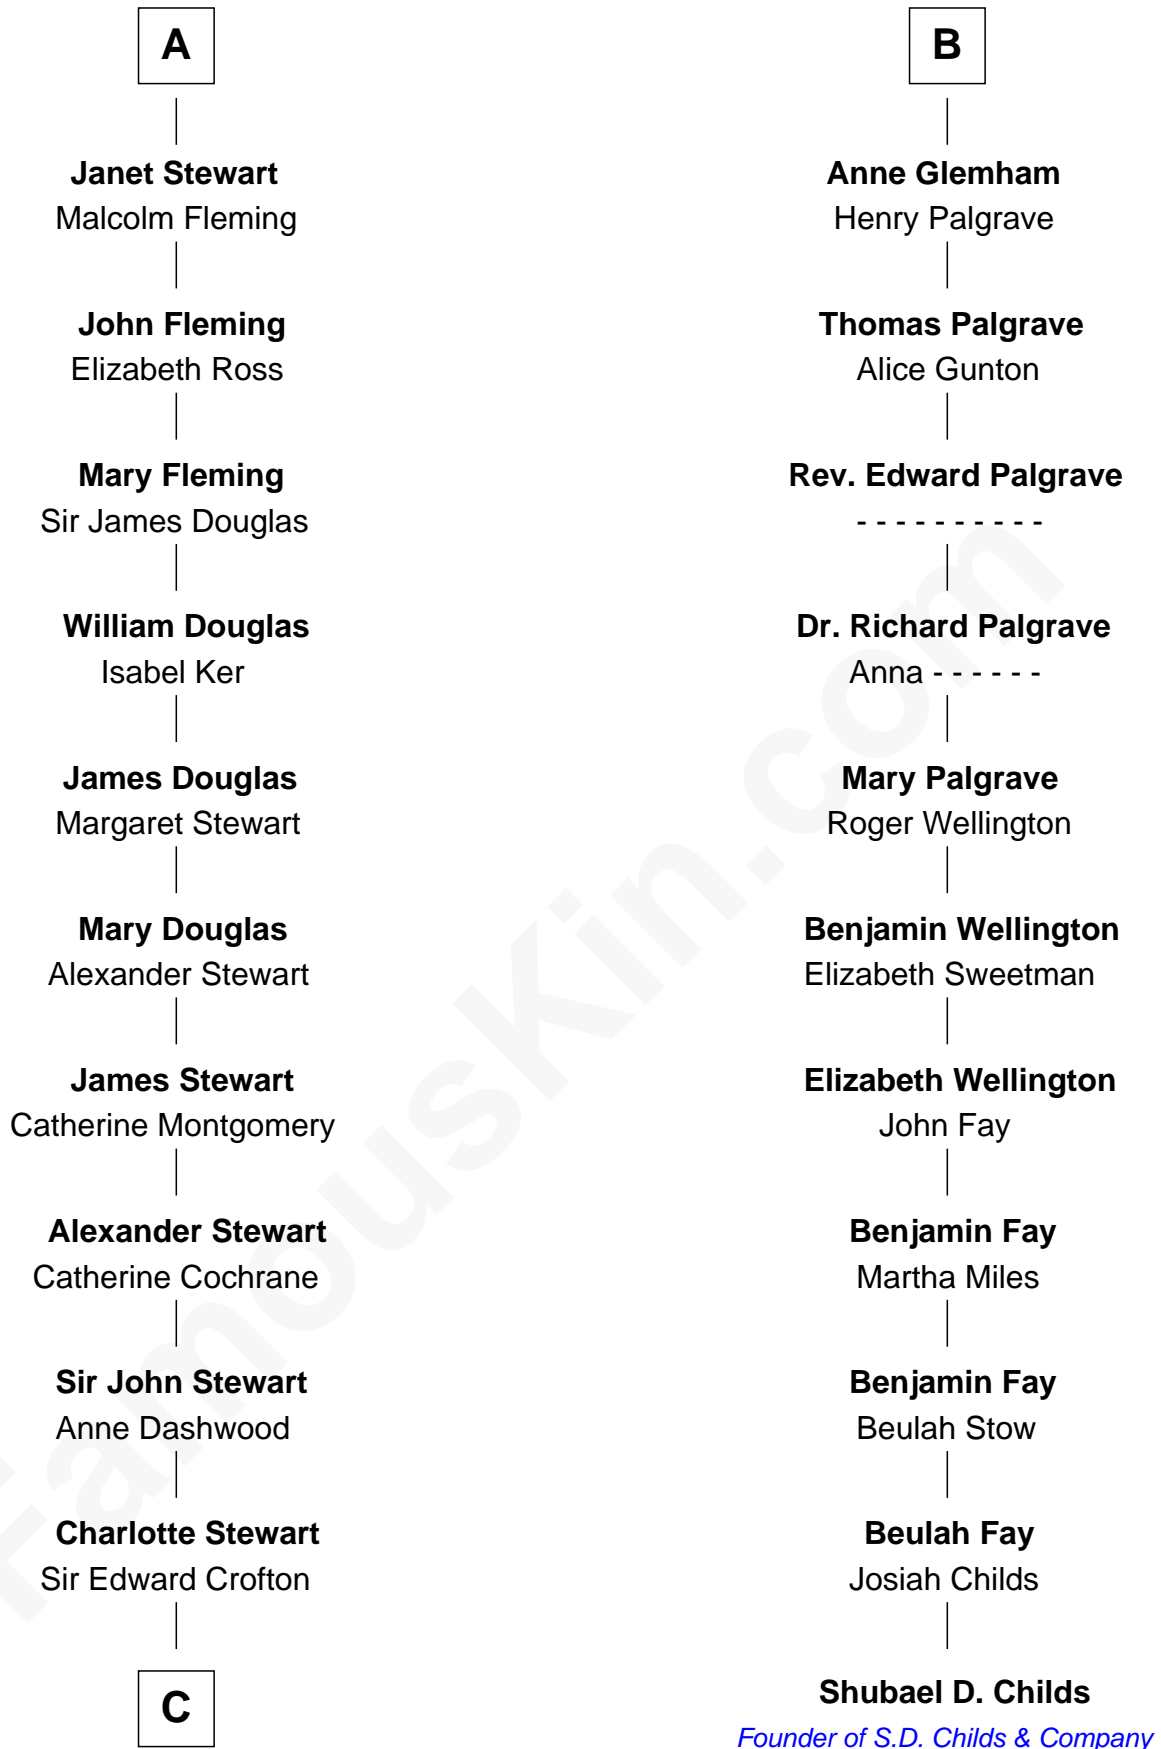 A
Janet Stewart
Malcolm Fleming
John Fleming
Elizabeth Ross
Mary Fleming
Sir James Douglas
William Douglas
Isabel Ker
James Douglas
Margaret Stewart
Mary Douglas
Alexander Stewart
James Stewart
Catherine Montgomery
Alexander Stewart
Catherine Cochrane
Sir John Stewart
Anne Dashwood
Charlotte Stewart
Sir Edward Crofton
C
B
Anne Glemham
Henry Palgrave
Thomas Palgrave
Alice Gunton
Rev. Edward Palgrave
- - - - - - - - - -
Dr. Richard Palgrave
Anna - - - - - -
Mary Palgrave
Roger Wellington
Benjamin Wellington
Elizabeth Sweetman
Elizabeth Wellington
John Fay
Benjamin Fay
Martha Miles
Benjamin Fay
Beulah Stow
Beulah Fay
Josiah Childs
Shubael D. Childs
Founder of S.D. Childs & Company
FamousKin.com